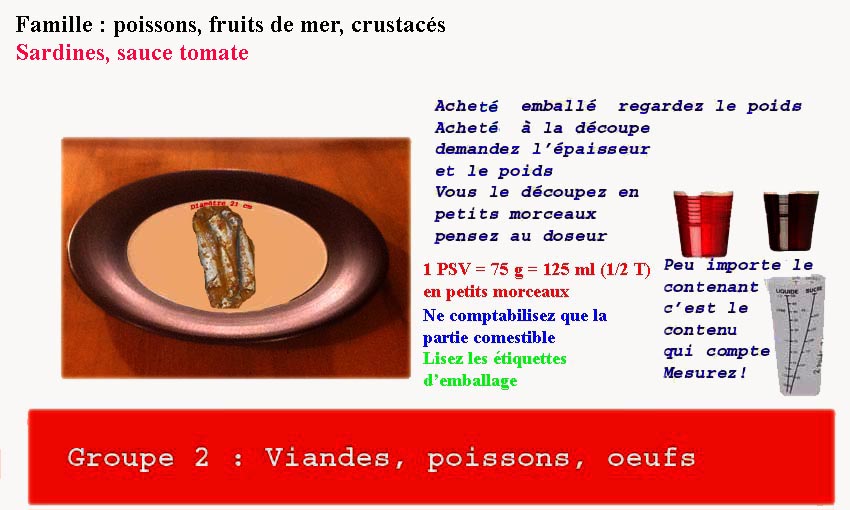 Famille : poissons, fruits de mer, crustacés
Sardines, sauce tomate
Acheté emballé regardez le poids
Acheté à la découpe
demandez l'épaisseur
et le poids
Vous le découpez en
petits morceaux
pensez au doseur
Diamètre 21 cm
1 PSV = 75 g = 125 ml (1/2 T)
en petits morceaux
Ne comptabilisez que la
partie comestible
Lisez les étiquettes
d'emballage
Peu importe le
contenant
c'est le
contenu
qui compte
Mesurez!
LIQUIDE SUCRE
Groupe 2 : Viandes, poissons, oeufs